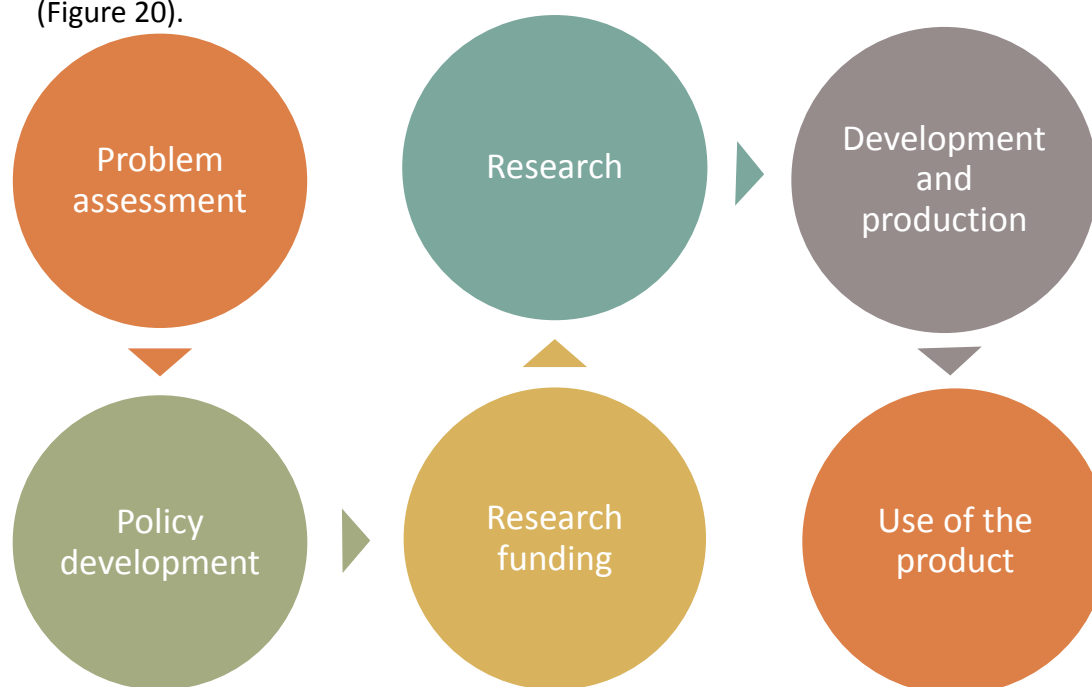 (Figure 20).
Problem
assessment
Policy
development
Research
funding
Research
Development
and
production
Use of the
product